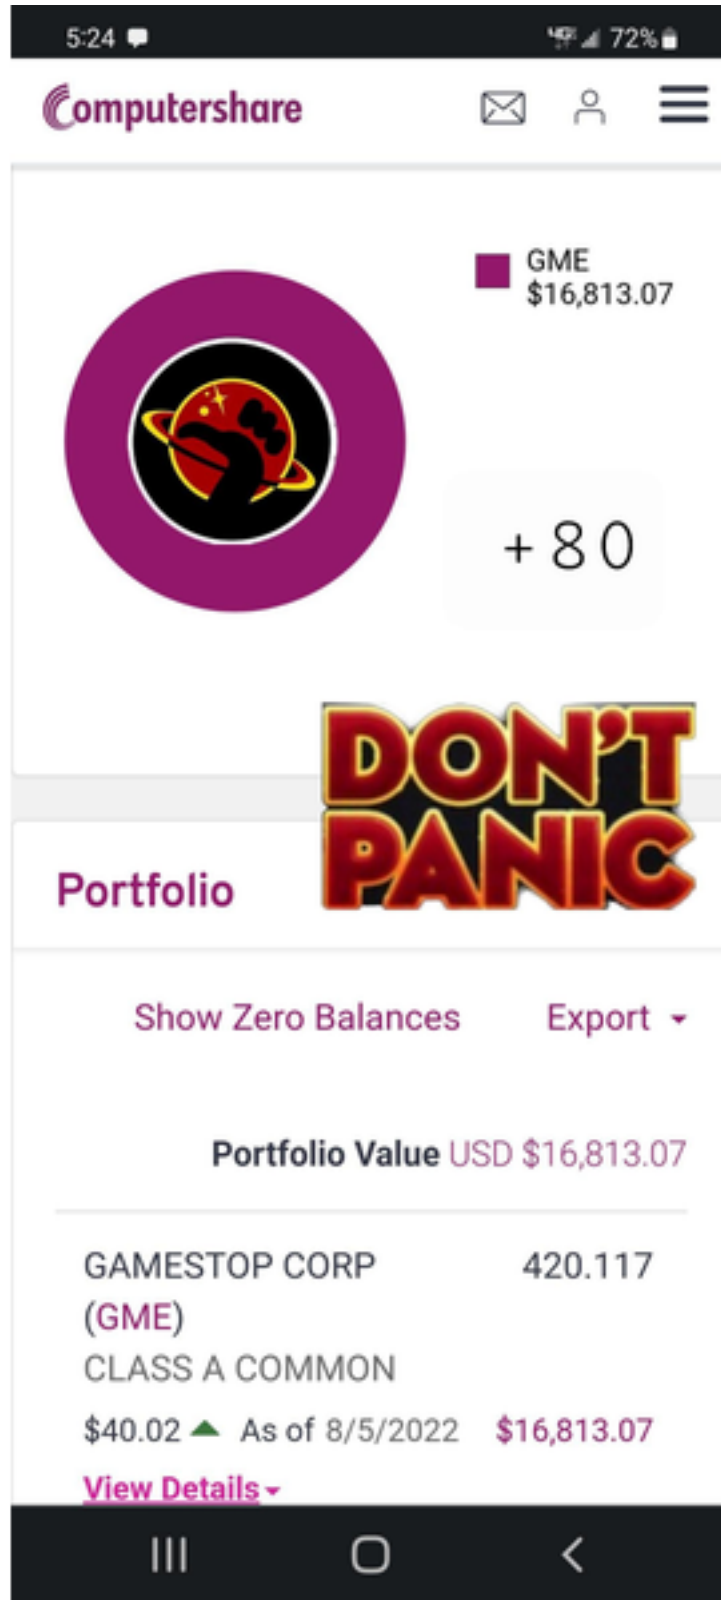 5:24 72%
Computershare
GME
$16,813.07
+80
DON'T
PANIC
Portfolio
Show Zero Balances Export
Portfolio Value USD $16,813.07
GAMESTOP CORP 420.117
(GME)
CLASS A COMMON
$40.02 As of 8/5/2022 $16,813.07
View Details